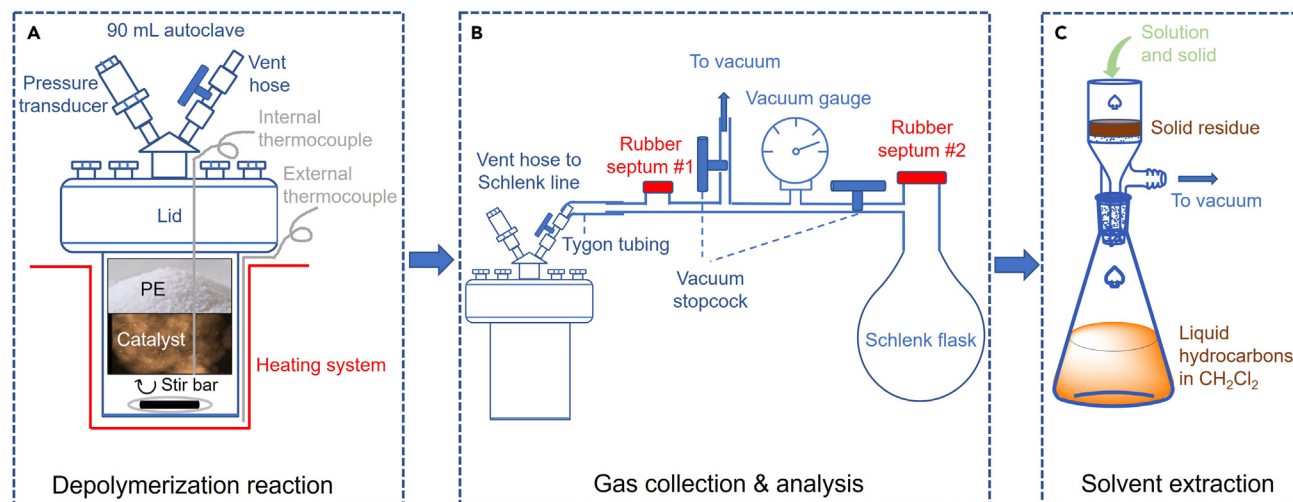 A
90 mL autoclave
Pressure
transducer
Vent
hose
Internal
thermocouple
External
thermocouple
Lid
PE
Catalyst
Heating system
Stir bar
Depolymerization reaction
B
To vacuum
Vacuum gauge
Rubber
septum #1
Rubber
septum #2
Vent hose to
Schlenk line
Tygon tubing
Vacuum
stopcock
Schlenk flask
Gas collection & analysis
C
Solution
and solid
Solid residue
To vacuum
Liquid
hydrocarbons
in CH₂Cl₂
Solvent extraction